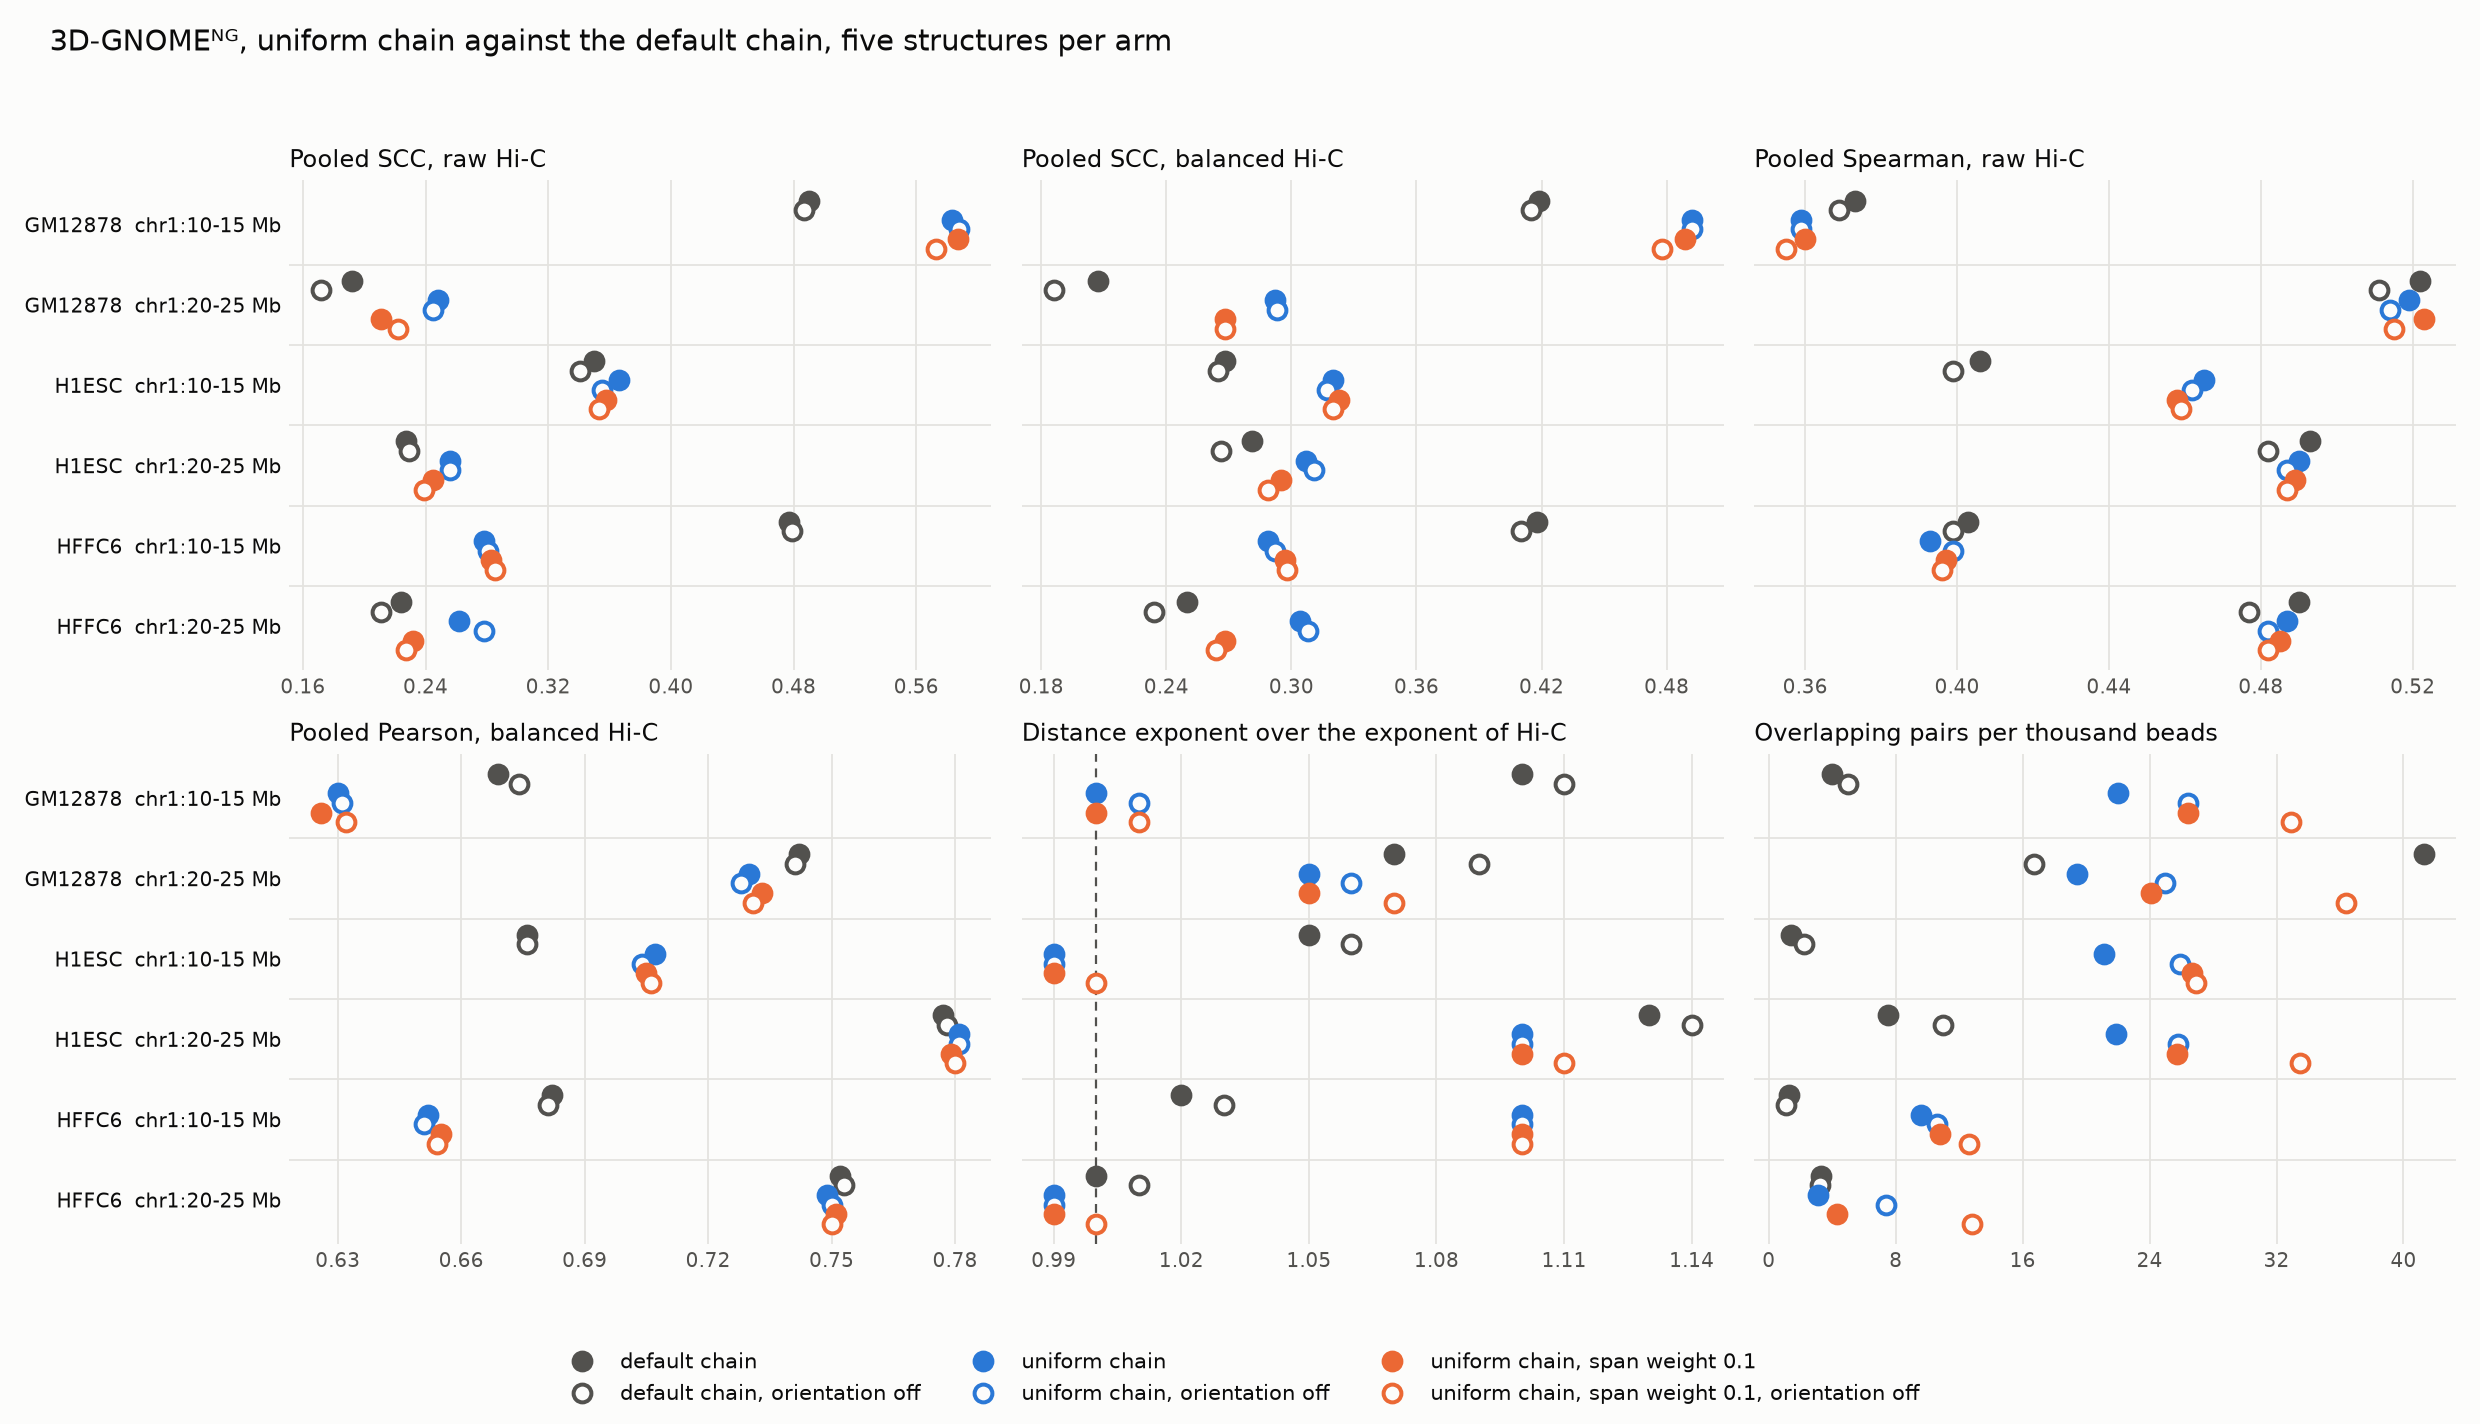 3D-GNOMEᴺᴳ, uniform chain against the default chain, five structures per arm
Pooled SCC, raw Hi-C
Pooled SCC, balanced Hi-C
Pooled Spearman, raw Hi-C
GM12878 chr1:10-15 Mb
GM12878 chr1:20-25 Mb
H1ESC chr1:10-15 Mb
H1ESC chr1:20-25 Mb
HFFC6 chr1:10-15 Mb
HFFC6 chr1:20-25 Mb
0.16 0.24 0.32 0.40 0.48 0.56
0.18 0.24 0.30 0.36 0.42 0.48
0.36 0.40 0.44 0.48 0.52
Pooled Pearson, balanced Hi-C
Distance exponent over the exponent of Hi-C
Overlapping pairs per thousand beads
GM12878 chr1:10-15 Mb
GM12878 chr1:20-25 Mb
H1ESC chr1:10-15 Mb
H1ESC chr1:20-25 Mb
HFFC6 chr1:10-15 Mb
HFFC6 chr1:20-25 Mb
0.63 0.66 0.69 0.72 0.75 0.78
0.99 1.02 1.05 1.08 1.11 1.14
0 8 16 24 32 40
default chain
uniform chain
uniform chain, span weight 0.1
default chain, orientation off
uniform chain, orientation off
uniform chain, span weight 0.1, orientation off